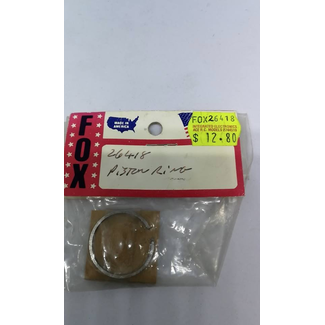 MADE IN
AMERICA
FOX26418
$ 12.80
FOX
26418
PISTON RING